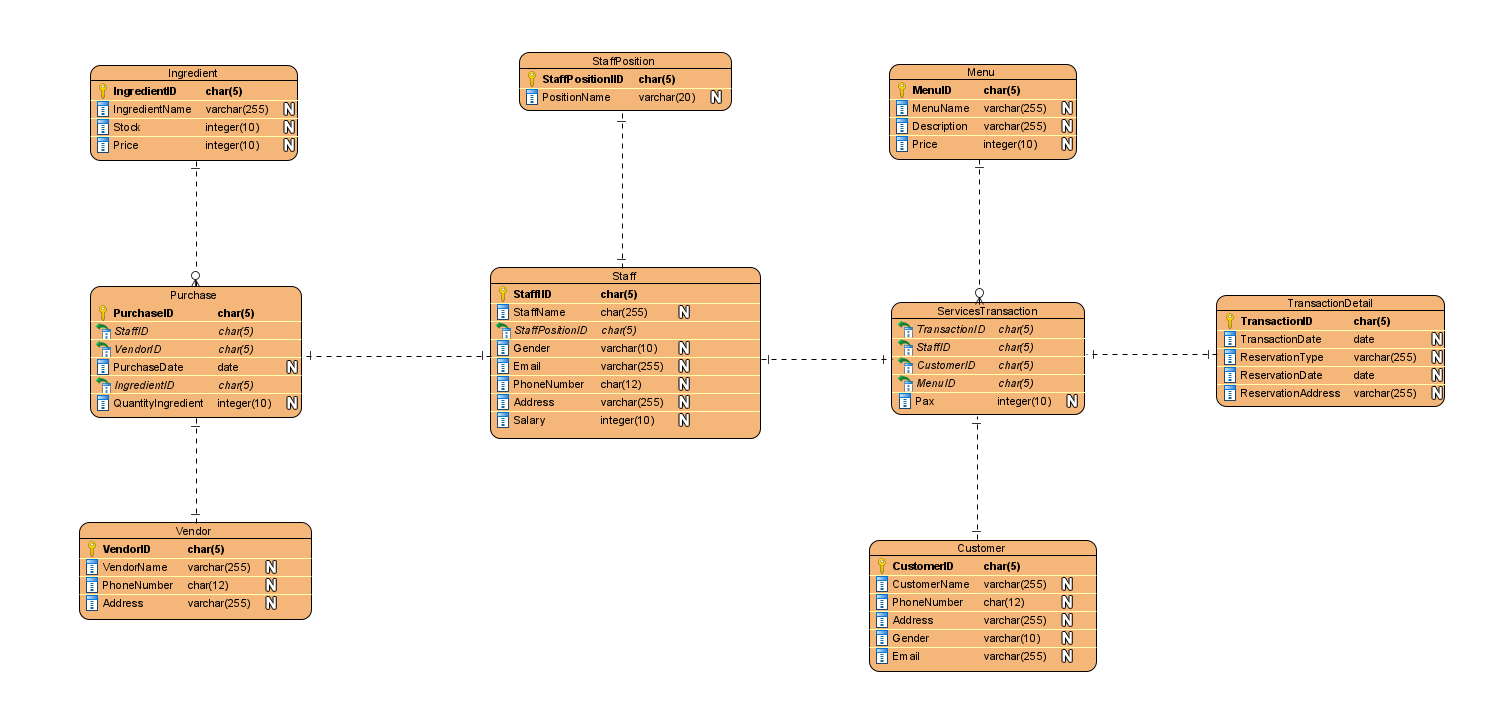 Ingredient
IngredientID char(5)
IngredientName varchar(255) N
Stock integer(10) N
Price integer(10) N
StaffPosition
StaffPositionIID char(5)
PositionName varchar(20) N
Menu
MenuID char(5)
MenuName varchar(255) N
Description varchar(255) N
Price integer(10) N
Purchase
PurchaseID char(5)
StaffID char(5)
VendorID char(5)
PurchaseDate date N
IngredientID char(5)
QuantityIngredient integer(10) N
Staff
StaffIID char(5)
StaffName char(255) N
StaffPositionID char(5)
Gender varchar(10) N
Email varchar(255) N
PhoneNumber char(12) N
Address varchar(255) N
Salary integer(10) N
ServicesTransaction
TransactionID char(5)
StaffID char(5)
CustomerID char(5)
MenuID char(5)
Pax integer(10) N
TransactionDetail
TransactionID char(5)
TransactionDate date N
ReservationType varchar(255) N
ReservationDate date N
ReservationAddress varchar(255) N
Vendor
VendorID char(5)
VendorName varchar(255) N
PhoneNumber char(12) N
Address varchar(255) N
Customer
CustomerID char(5)
CustomerName varchar(255) N
PhoneNumber char(12) N
Address varchar(255) N
Gender varchar(10) N
Email varchar(255) N